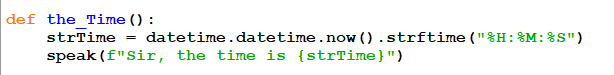 def the_Time():
    strTime = datetime.datetime.now().strftime("%H:%M:%S")
    speak(f"Sir, the time is {strTime}")